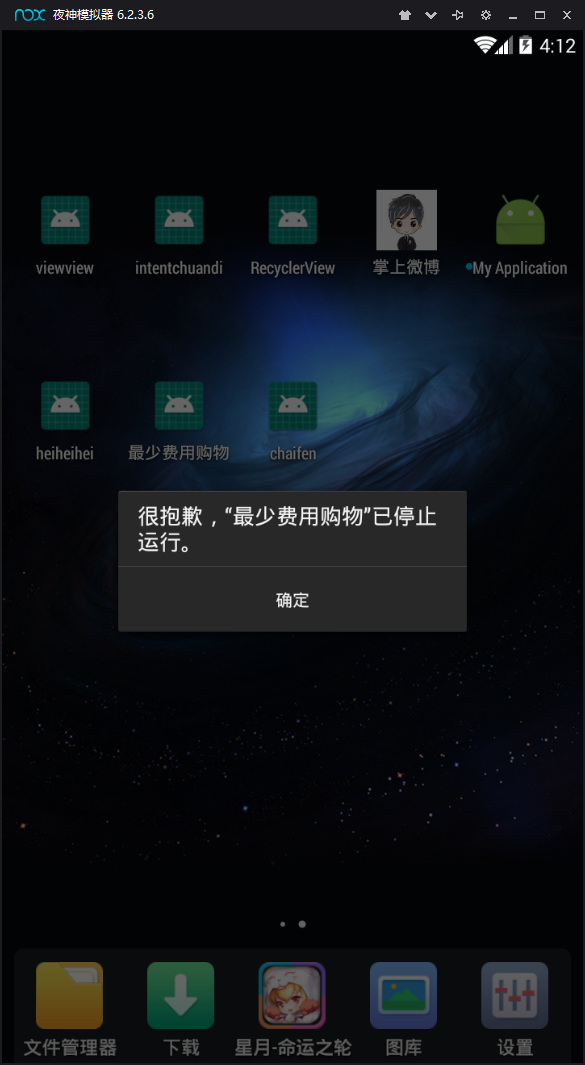 nox 夜神模拟器 6.2.3.6
4:12
viewview intentchuandi RecyclerView 掌上微博 My Application
heiheihei 最少费用购物 chaifen
很抱歉，“最少费用购物”已停止
运行。
确定
文件管理器 下载 星月-命运之轮 图库 设置